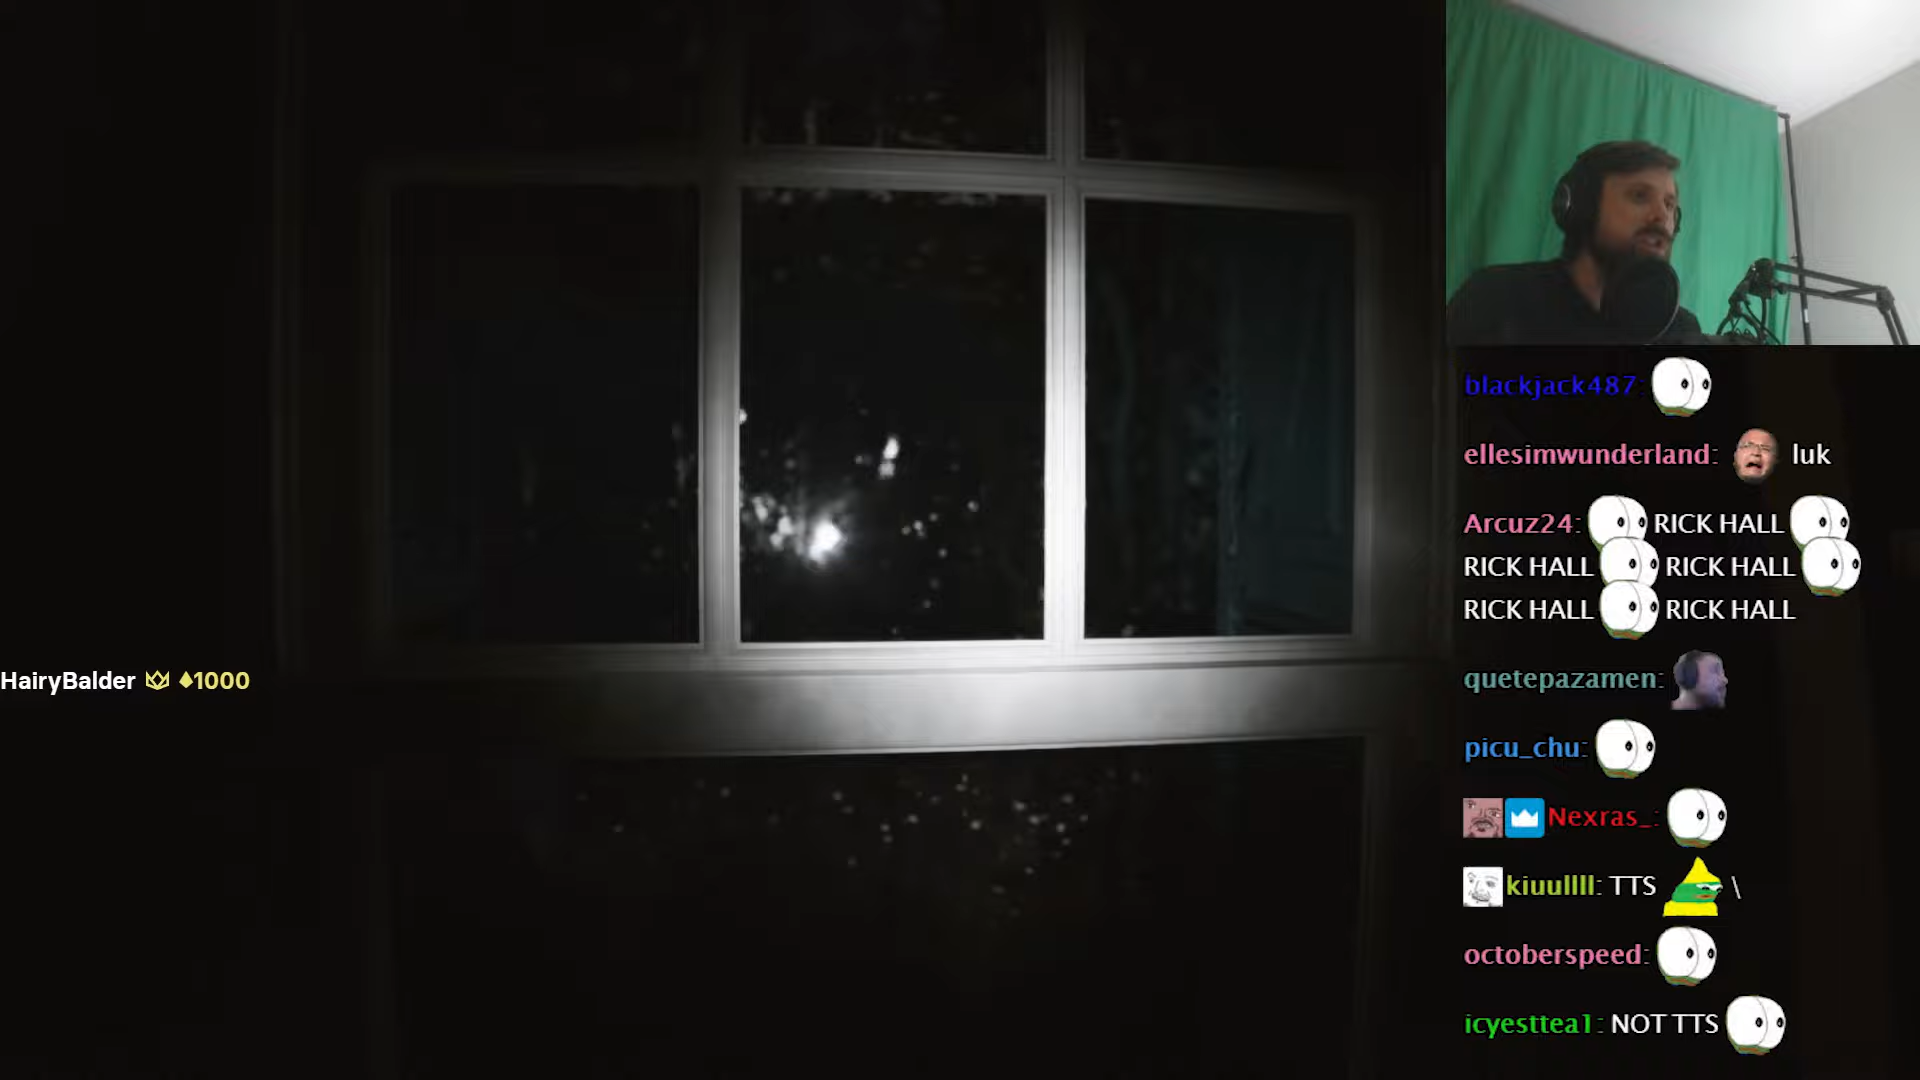 HairyBalder 1000
blackjack487:
ellesimwunderland: luk
Arcuz24: RICK HALL
RICK HALL RICK HALL
RICK HALL RICK HALL
quetepazamen:
picu_chu:
Nexras_:
kiuullll: TTS \
octoberspeed:
icyesttea1: NOT TTS